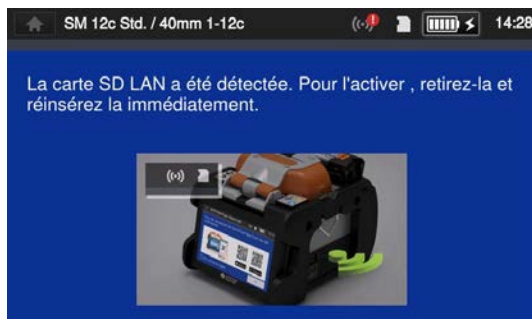 SM 12c Std. / 40mm 1-12c
14:28
La carte SD LAN a été détectée. Pour l'activer , retirez-la et
réinsérez la immédiatement.